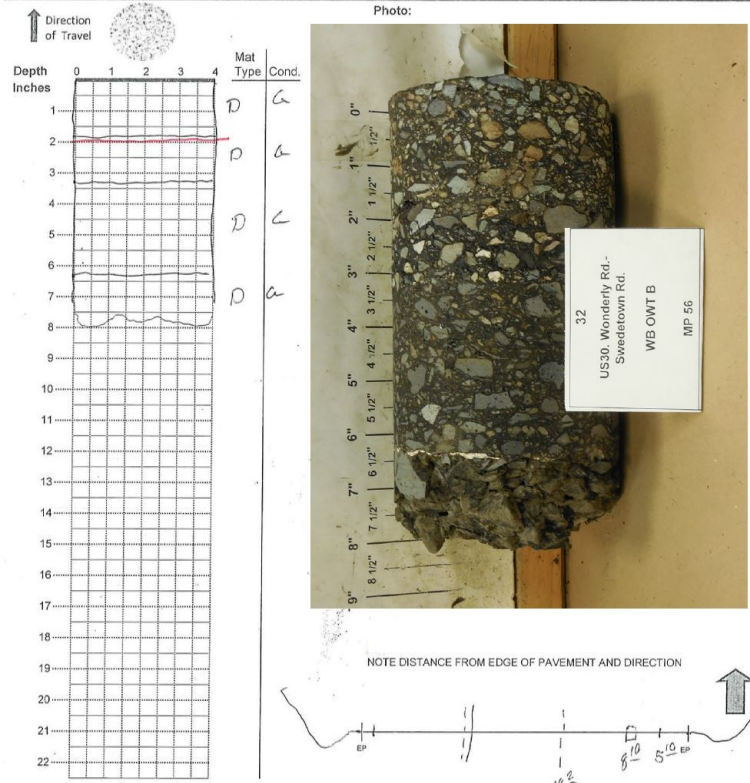 Direction
of Travel
Photo:
Mat
Type Cond.
Depth
Inches
0 2 3 4
1 D G
2 D G
3
4
5 D G
6
7 D G
8
9
10
11
12
13
14
15
16
17
18
19
20
21
22
0"
1/2"
1"
1 1/2"
2"
2 1/2"
3"
3 1/2"
4"
4 1/2"
5"
5 1/2"
6"
6 1/2"
7"
7 1/2"
8"
8 1/2"
9"
32
US30. Wonderly Rd.-
Swedetown Rd.
WB OWT B
MP 56
NOTE DISTANCE FROM EDGE OF PAVEMENT AND DIRECTION
EP
8 10
5 10
EP